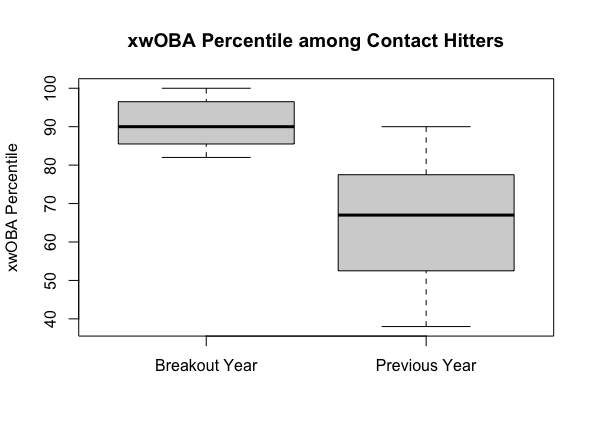 xwOBA Percentile among Contact Hitters
xwOBA Percentile
100
90
80
70
60
50
40
Breakout Year
Previous Year